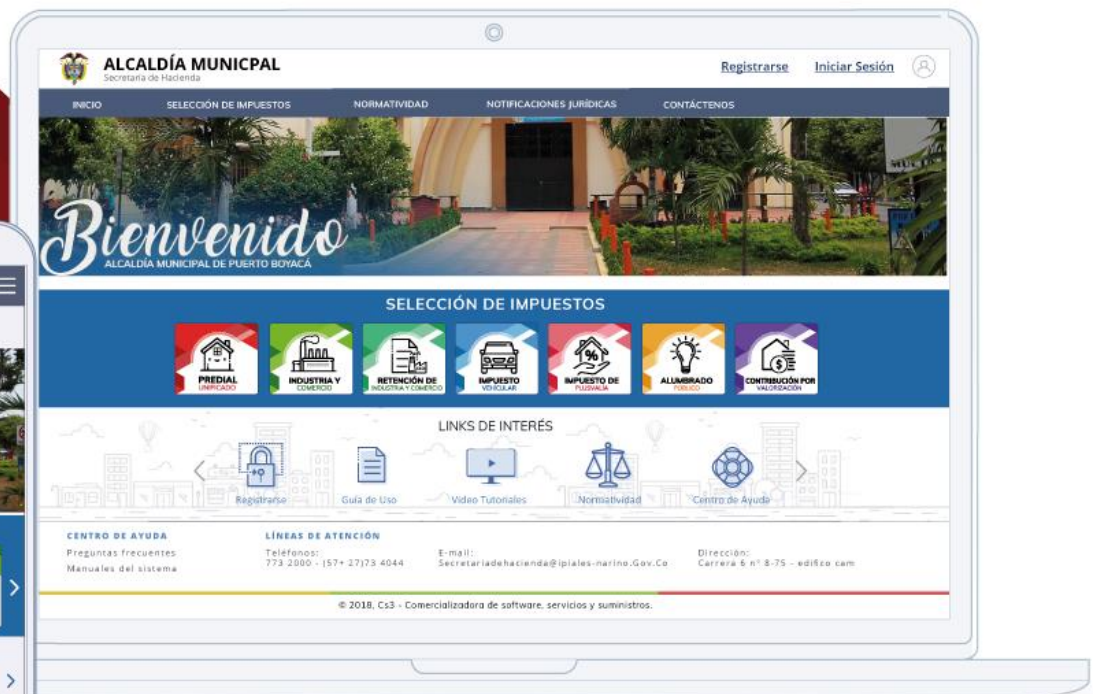 ALCALDÍA MUNICPAL
Secretaría de Hacienda
Registrarse Iniciar Sesión
INICIO SELECCIÓN DE IMPUESTOS NORMATIVIDAD NOTIFICACIONES JURÍDICAS CONTÁCTENOS
Bienvenido
ALCALDÍA MUNICIPAL DE PUERTO BOYACÁ
SELECCIÓN DE IMPUESTOS
PREDIAL
UNIFICADO
INDUSTRIA Y
COMERCIO
RETENCIÓN DE
INDUSTRIA Y COMERCIO
IMPUESTO
VEHÍCULAR
IMPUESTO DE
PLUSVALÍA
ALUMBRADO
PÚBLICO
CONTRIBUCIÓN POR
VALORIZACIÓN
LINKS DE INTERÉS
Registrarse Guía de Uso Video Tutoriales Normatividad Centro de Ayuda
CENTRO DE AYUDA LÍNEAS DE ATENCIÓN
Preguntas frecuentes Teléfonos: E-mail: Dirección:
Manuales del sistema 773 2000 - (57+ 27)73 4044 Secretariadehacienda@ipiales-narino.Gov.Co Carrera 6 nº 8-75 - edifico cam
© 2018, Cs3 - Comercializadora de software, servicios y suministros.